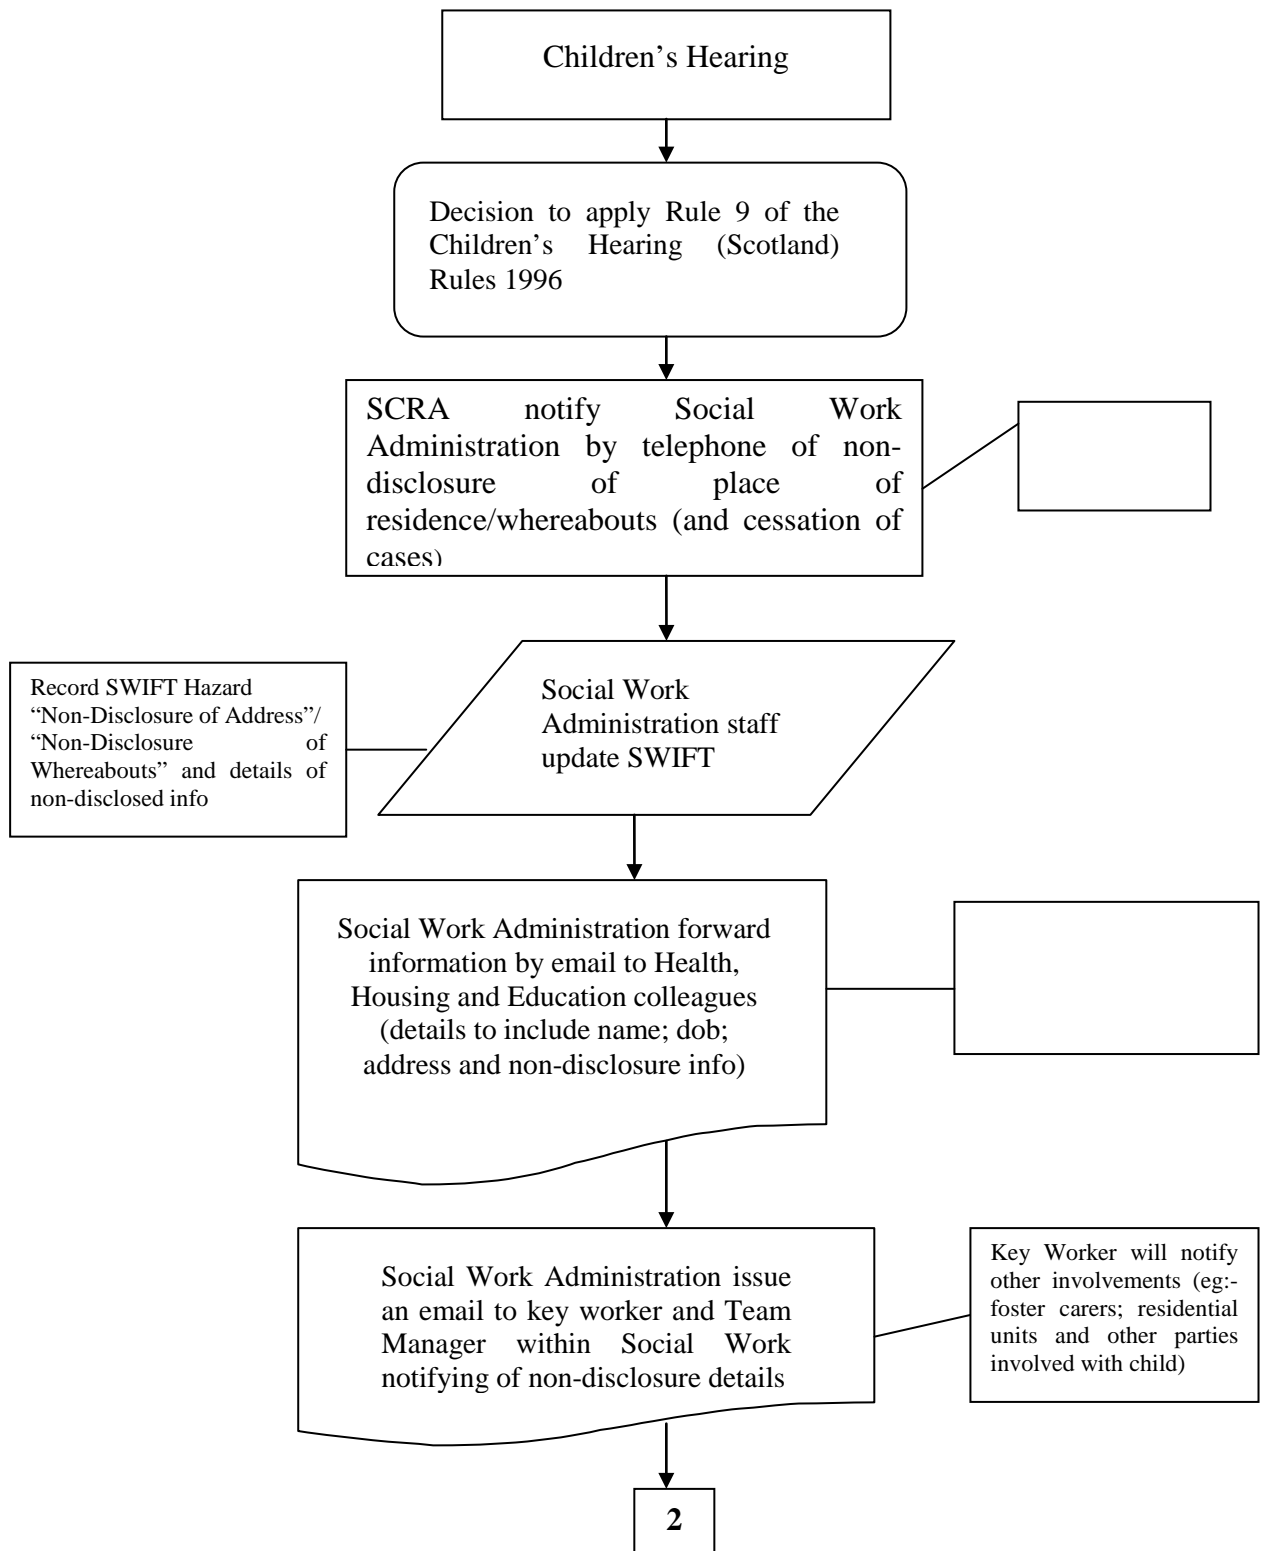 Children’s Hearing
Decision to apply Rule 9 of the
Children’s Hearing (Scotland)
Rules 1996
SCRA notify Social Work
Administration by telephone of non-
disclosure of place of
residence/whereabouts (and cessation of
cases)
Record SWIFT Hazard
“Non-Disclosure of Address”/
“Non-Disclosure of
Whereabouts” and details of
non-disclosed info
Social Work
Administration staff
update SWIFT
Social Work Administration forward
information by email to Health,
Housing and Education colleagues
(details to include name; dob;
address and non-disclosure info)
Social Work Administration issue
an email to key worker and Team
Manager within Social Work
notifying of non-disclosure details
Key Worker will notify
other involvements (eg:-
foster carers; residential
units and other parties
involved with child)
2